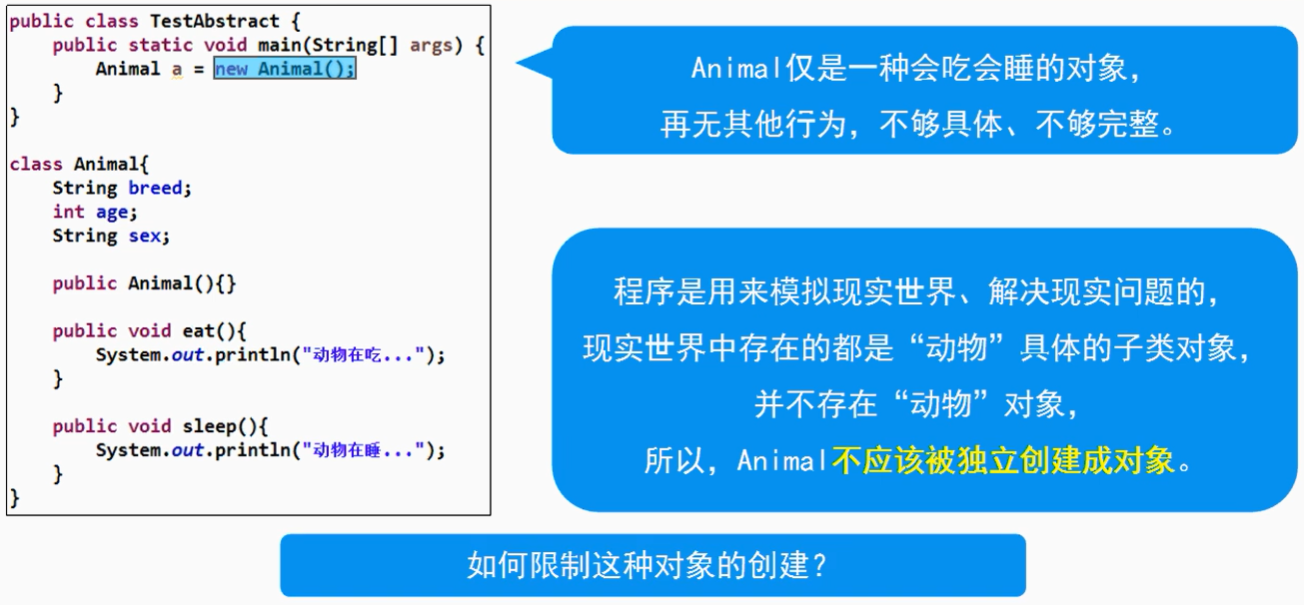 public class TestAbstract {
    public static void main(String[] args) {
        Animal a = new Animal();
    }
}
class Animal{
    String breed;
    int age;
    String sex;
    public Animal(){}
    public void eat(){
        System.out.println("动物在吃...");
    }
    public void sleep(){
        System.out.println("动物在睡...");
    }
}
Animal仅是一种会吃会睡的对象，
再无其他行为，不够具体、不够完整。
程序是用来模拟现实世界、解决现实问题的，
现实世界中存在的都是“动物”具体的子类对象，
并不存在“动物”对象，
所以，Animal不应该被独立创建成对象。
如何限制这种对象的创建？